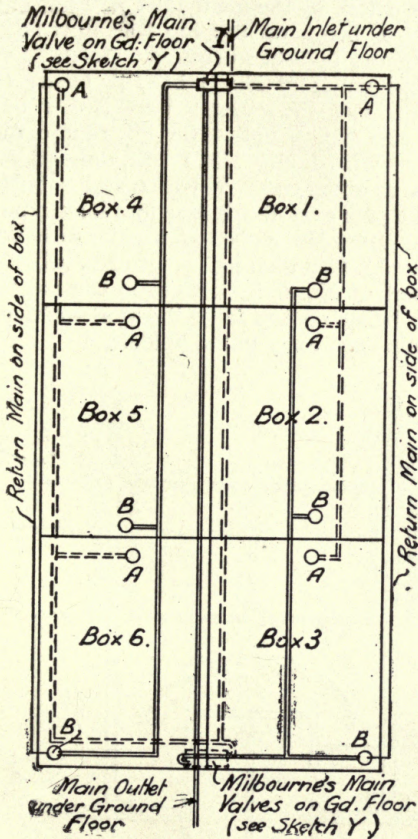 Milbourne's Main
Valve on Gd. Floor
(see Sketch Y)
I
Main Inlet under
Ground Floor
A
A
Box.4
Box 1.
B
B
A
A
Box 5
Box 2.
B
B
A
A
Box 6.
Box 3
B
B
Return Main on side of box
Return Main on side of box
Main Outlet
under Ground
Floor
Milbourne's Main
Valves on Gd. Floor
(see Sketch Y)